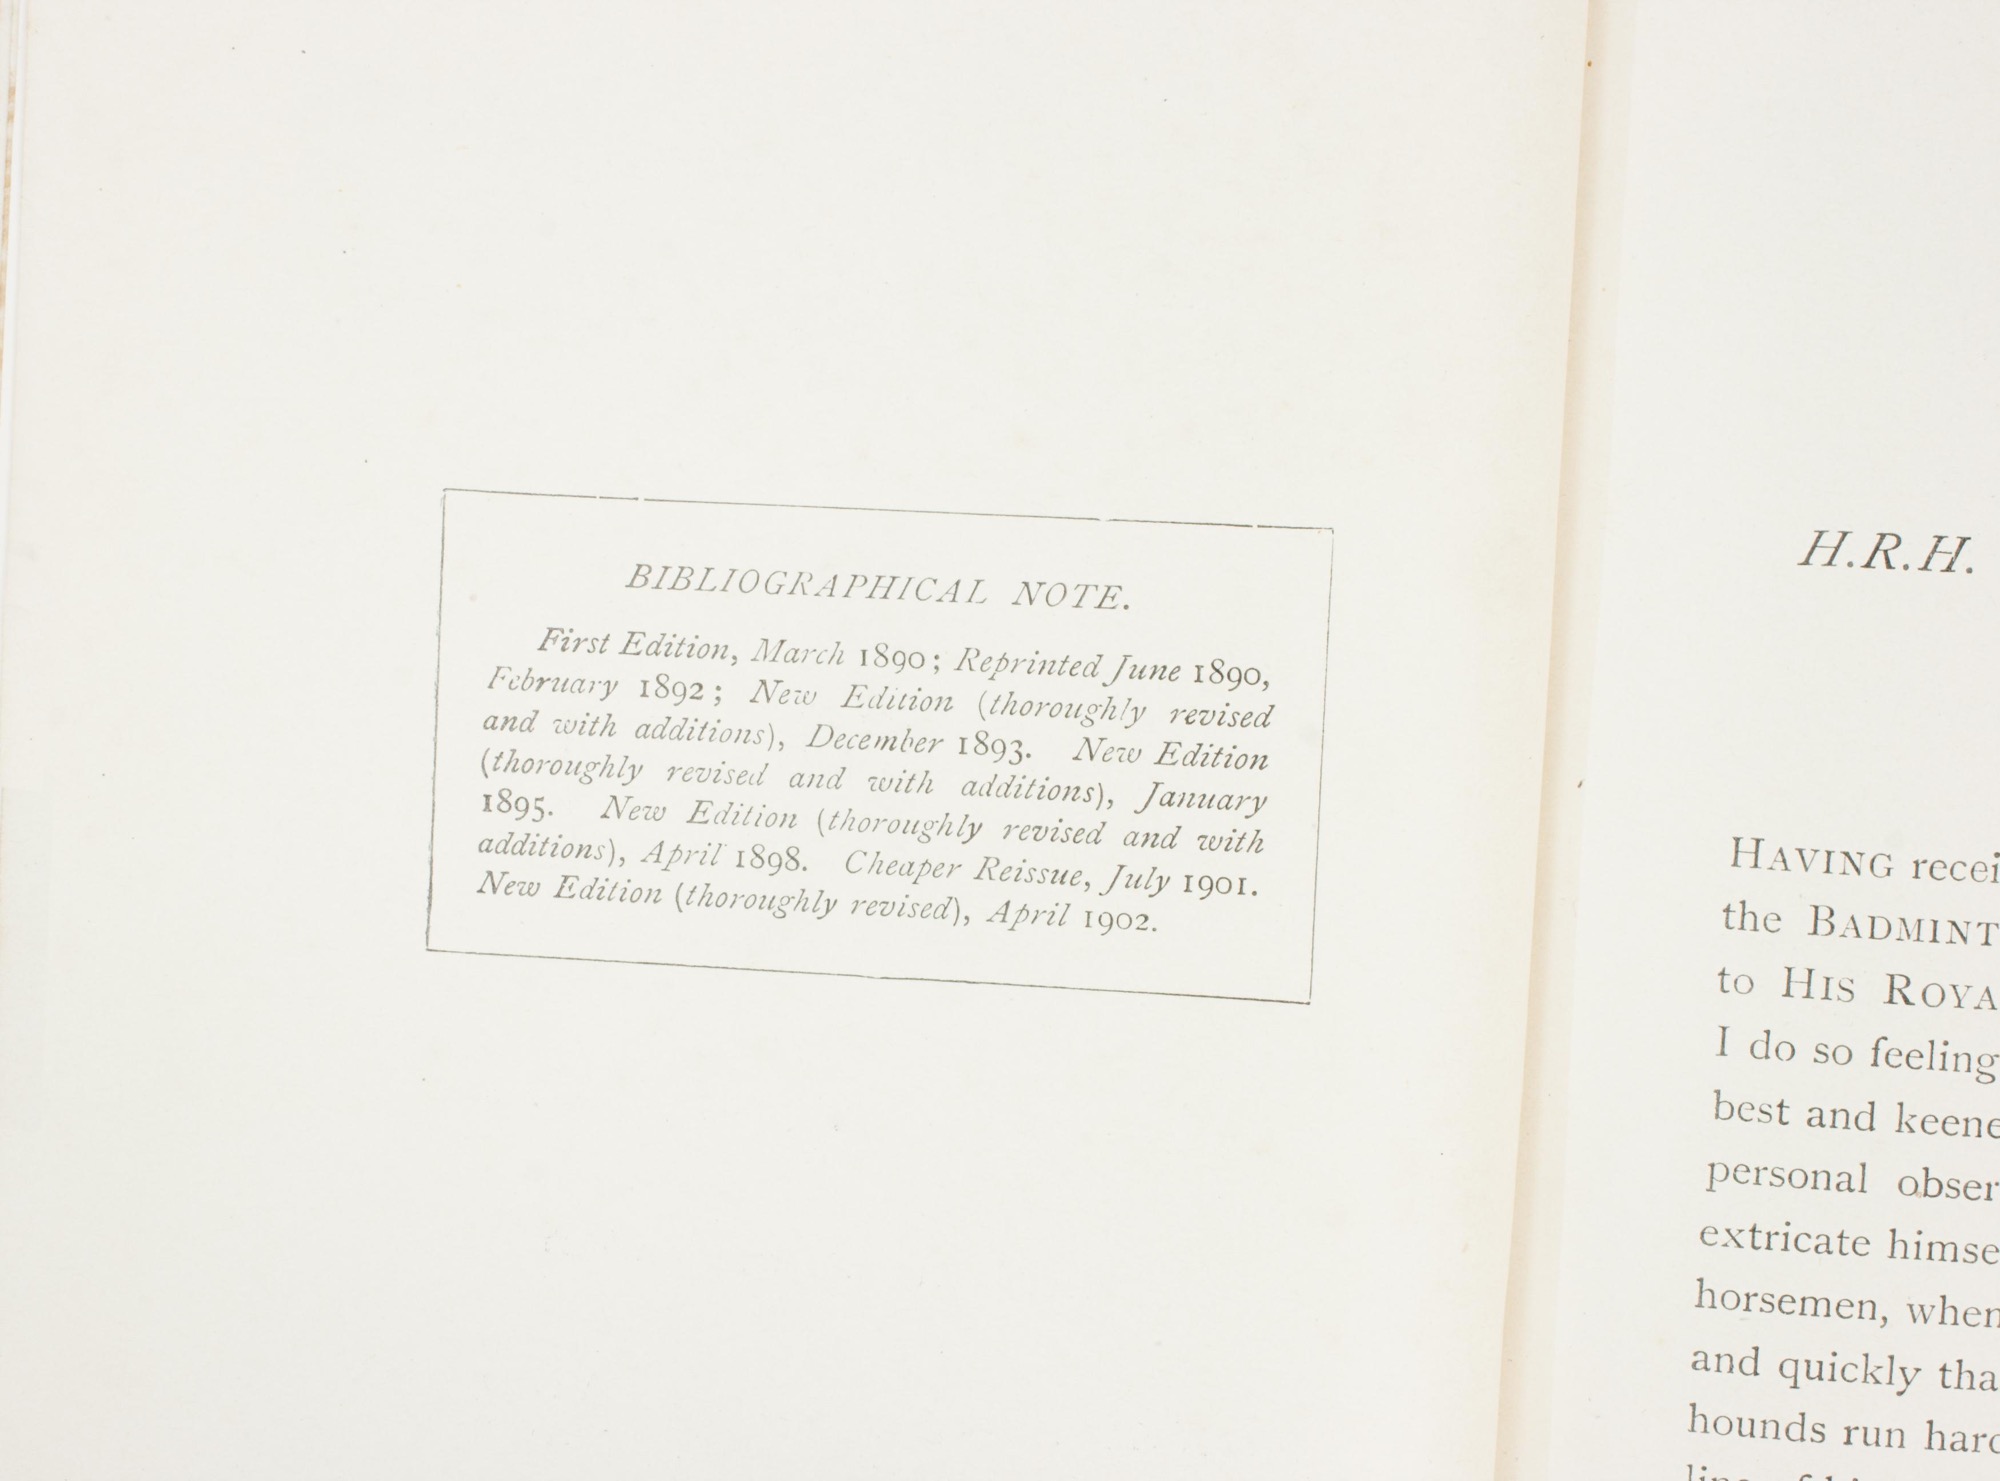 BIBLIOGRAPHICAL NOTE.
First Edition, March 1890; Reprinted June 1890,
February 1892; New Edition (thoroughly revised
and with additions), December 1893. New Edition
(thoroughly revised and with additions), January
1895. New Edition (thoroughly revised and with
additions), April 1898. Cheaper Reissue, July 1901.
New Edition (thoroughly revised), April 1902.
H.R.H.
HAVING recei
the BADMINT
to HIS ROYA
I do so feeling
best and keene
personal obser
extricate himse
horsemen, when
and quickly tha
hounds run hard